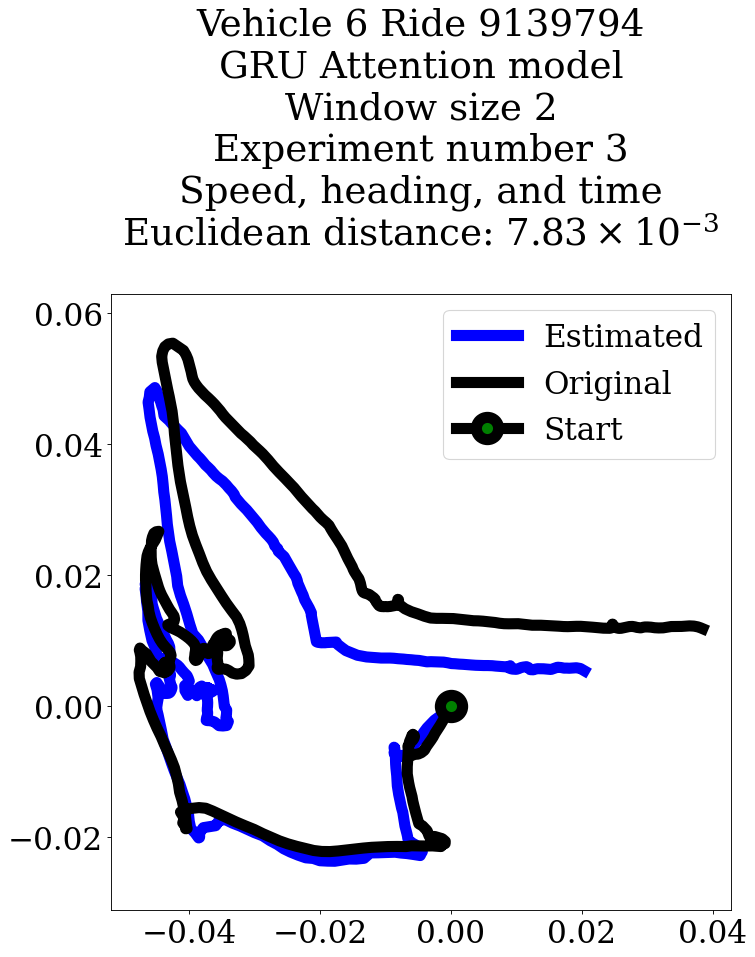 Vehicle 6 Ride 9139794
GRU Attention model
Window size 2
Experiment number 3
Speed, heading, and time
Euclidean distance: 7.83 × 10⁻³
Estimated
Original
Start
0.06
0.04
0.02
0.00
−0.02
−0.04 −0.02 0.00 0.02 0.04